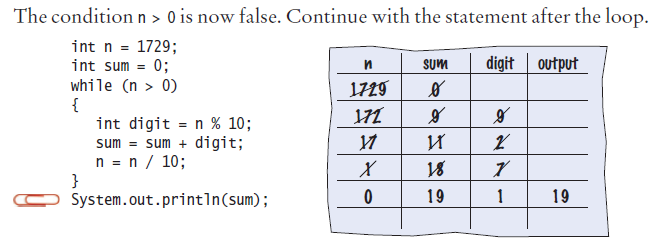 The condition n > 0 is now false. Continue with the statement after the loop.
int n = 1729;
int sum = 0;
while (n > 0)
{
int digit = n % 10;
sum = sum + digit;
n = n / 10;
}
System.out.println(sum);
n sum digit output
1729 0
172 9 9
17 11 2
1 18 7
0 19 1 19